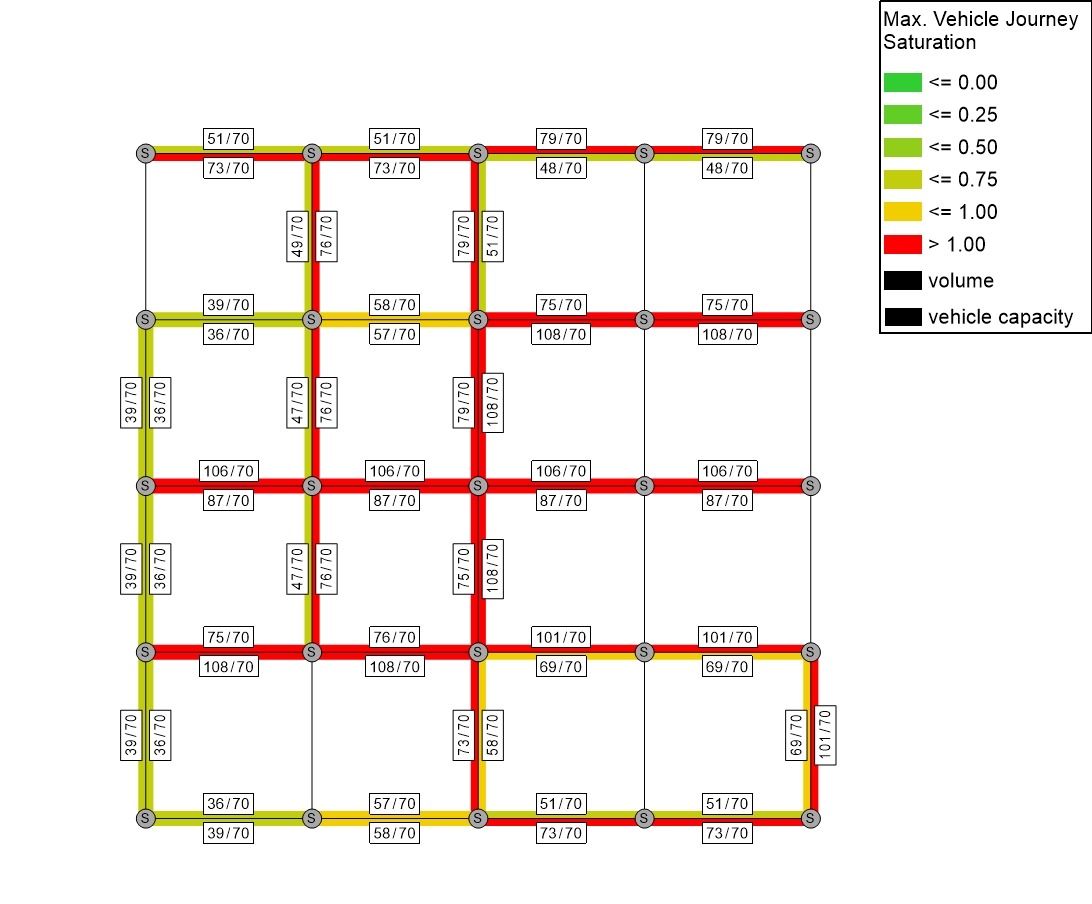 Max. Vehicle Journey
Saturation
<= 0.00
<= 0.25
<= 0.50
<= 0.75
<= 1.00
> 1.00
volume
vehicle capacity
51/70 51/70 79/70 79/70
S S S S S
73/70 73/70 48/70 48/70
49/70 76/70 79/70 51/70
39/70 58/70 75/70 75/70
S S S S S
36/70 57/70 108/70 108/70
39/70 36/70 47/70 76/70 79/70 108/70
106/70 106/70 106/70 106/70
S S S S S
87/70 87/70 87/70 87/70
39/70 36/70 47/70 76/70 75/70 108/70
75/70 76/70 101/70 101/70
S S S S S
108/70 108/70 69/70 69/70
39/70 36/70 73/70 58/70 69/70 101/70
36/70 57/70 51/70 51/70
S S S S S
39/70 58/70 73/70 73/70